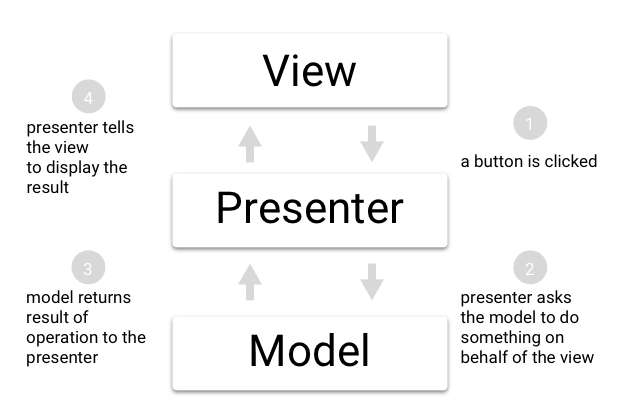 View
4
presenter tells
the view
to display the
result
1
a button is clicked
Presenter
3
model returns
result of
operation to the
presenter
2
presenter asks
the model to do
something on
behalf of the view
Model